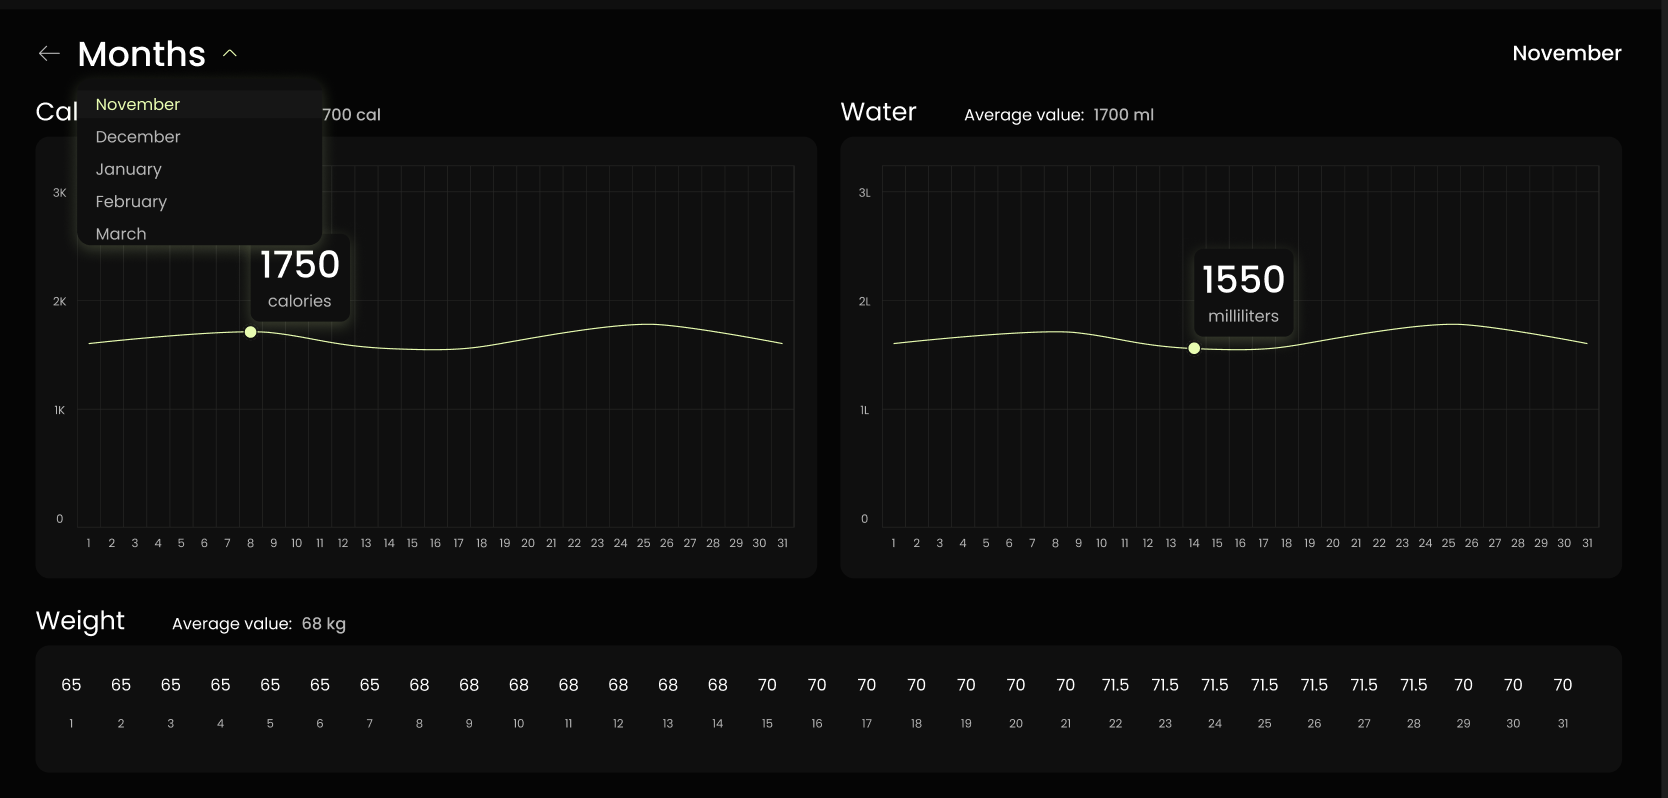 Months
November
November
December
January
February
March
Cal
700 cal
3K
2K
1K
0
1750
calories
1 2 3 4 5 6 7 8 9 10 11 12 13 14 15 16 17 18 19 20 21 22 23 24 25 26 27 28 29 30 31
Water
Average value: 1700 ml
3L
2L
1L
0
1550
milliliters
1 2 3 4 5 6 7 8 9 10 11 12 13 14 15 16 17 18 19 20 21 22 23 24 25 26 27 28 29 30 31
Weight
Average value: 68 kg
65 65 65 65 65 65 65 68 68 68 68 68 68 68 70 70 70 70 70 70 70 71.5 71.5 71.5 71.5 71.5 71.5 71.5 70 70 70
1 2 3 4 5 6 7 8 9 10 11 12 13 14 15 16 17 18 19 20 21 22 23 24 25 26 27 28 29 30 31